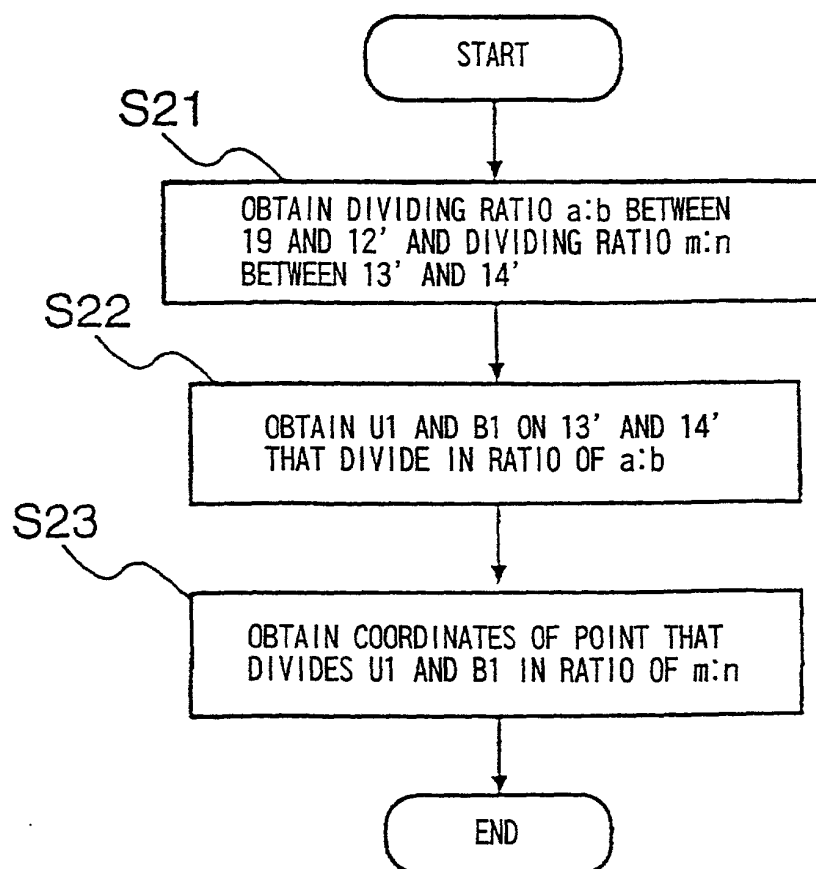 START
S21
OBTAIN DIVIDING RATIO a:b BETWEEN
19 AND 12' AND DIVIDING RATIO m:n
BETWEEN 13' AND 14'
S22
OBTAIN U1 AND B1 ON 13' AND 14'
THAT DIVIDE IN RATIO OF a:b
S23
OBTAIN COORDINATES OF POINT THAT
DIVIDES U1 AND B1 IN RATIO OF m:n
END